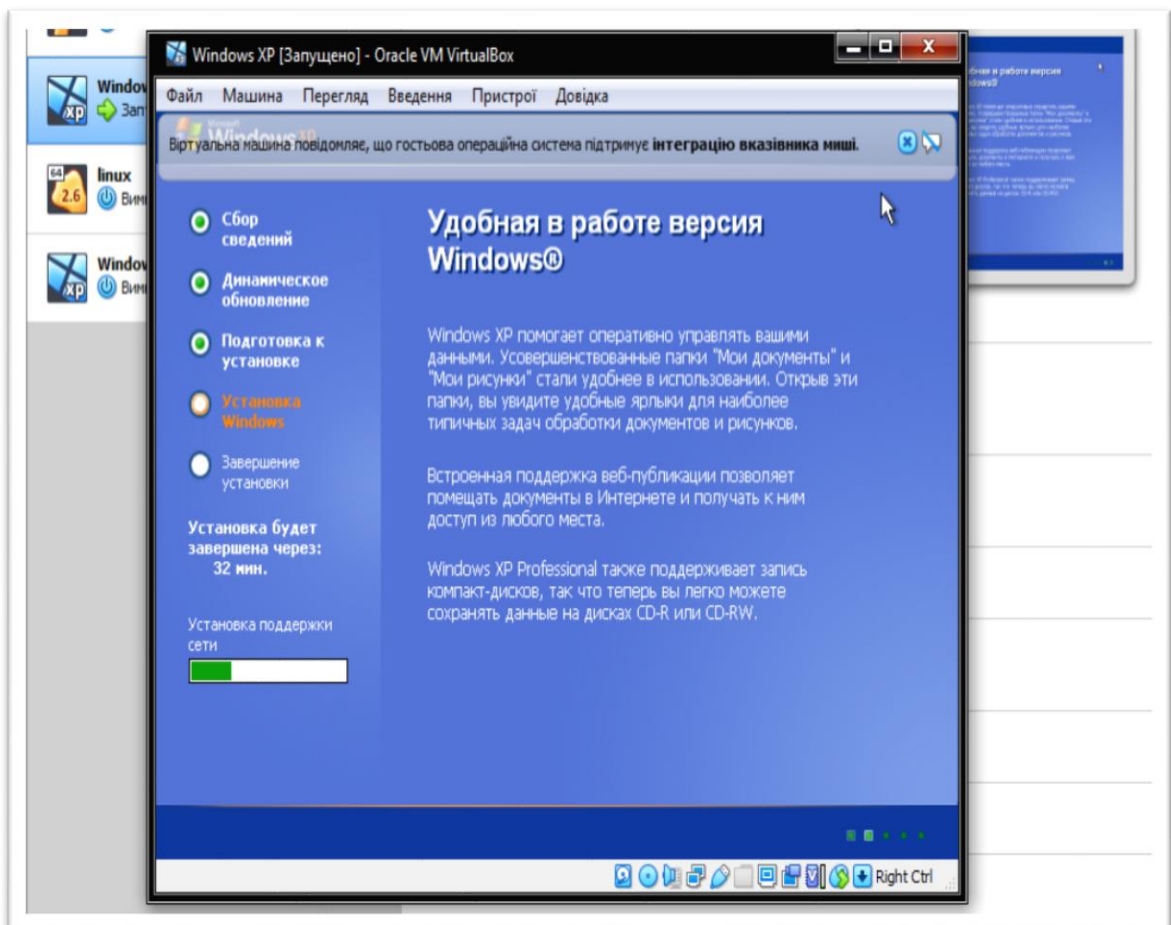 Windows XP [Запущено] - Oracle VM VirtualBox
Файл Машина Перегляд Введення Пристрої Довідка
Microsoft
Windows XP
Віртуальна машина повідомляє, що гостьова операційна система підтримує інтеграцію вказівника миші.
64
2.6
linux
XP
XP
Сбор
сведений
Динамическое
обновление
Подготовка к
установке
Установка
Windows
Завершение
установки
Установка будет
завершена через:
32 мин.
Установка поддержки
сети
Удобная в работе версия
Windows®
Windows XP помогает оперативно управлять вашими
данными. Усовершенствованные папки "Мои документы" и
"Мои рисунки" стали удобнее в использовании. Открыв эти
папки, вы увидите удобные ярлыки для наиболее
типичных задач обработки документов и рисунков.
Встроенная поддержка веб-публикации позволяет
помещать документы в Интернете и получать к ним
доступ из любого места.
Windows XP Professional также поддерживает запись
компакт-дисков, так что теперь вы легко можете
сохранять данные на дисках CD-R или CD-RW.
Right Ctrl